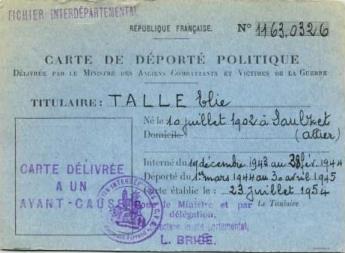 FICHIER INTERDÉPARTEMENTAL
RÉPUBLIQUE FRANÇAISE. N° 1163.0326
CARTE DE DÉPORTÉ POLITIQUE
DÉLIVRÉE PAR LE MINISTRE DES ANCIENS COMBATTANTS ET VICTIMES DE LA GUERRE
TITULAIRE: TALLE Elie
Né le 10 juillet 1902 à Saulzet
Domicile (Allier)
Interné du 19 décembre 1943 au fév. 1944
Déporté du 1er mars 1944 au 30 avril 1945
Carte établie le: 23 juillet 1954
CARTE DÉLIVRÉE
A UN
AYANT-CAUSE
Pour le Ministre et par
Le Titulaire
délégation,
L. BRIGE.